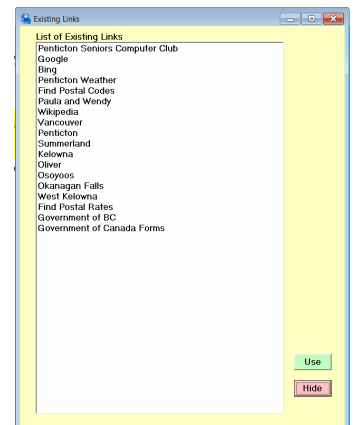 Existing Links
List of Existing Links
Penticton Seniors Computer Club
Google
Bing
Penticton Weather
Find Postal Codes
Paula and Wendy
Wikipedia
Vancouver
Penticton
Summerland
Kelowna
Oliver
Osoyoos
Okanagan Falls
West Kelowna
Find Postal Rates
Government of BC
Government of Canada Forms
Use
Hide